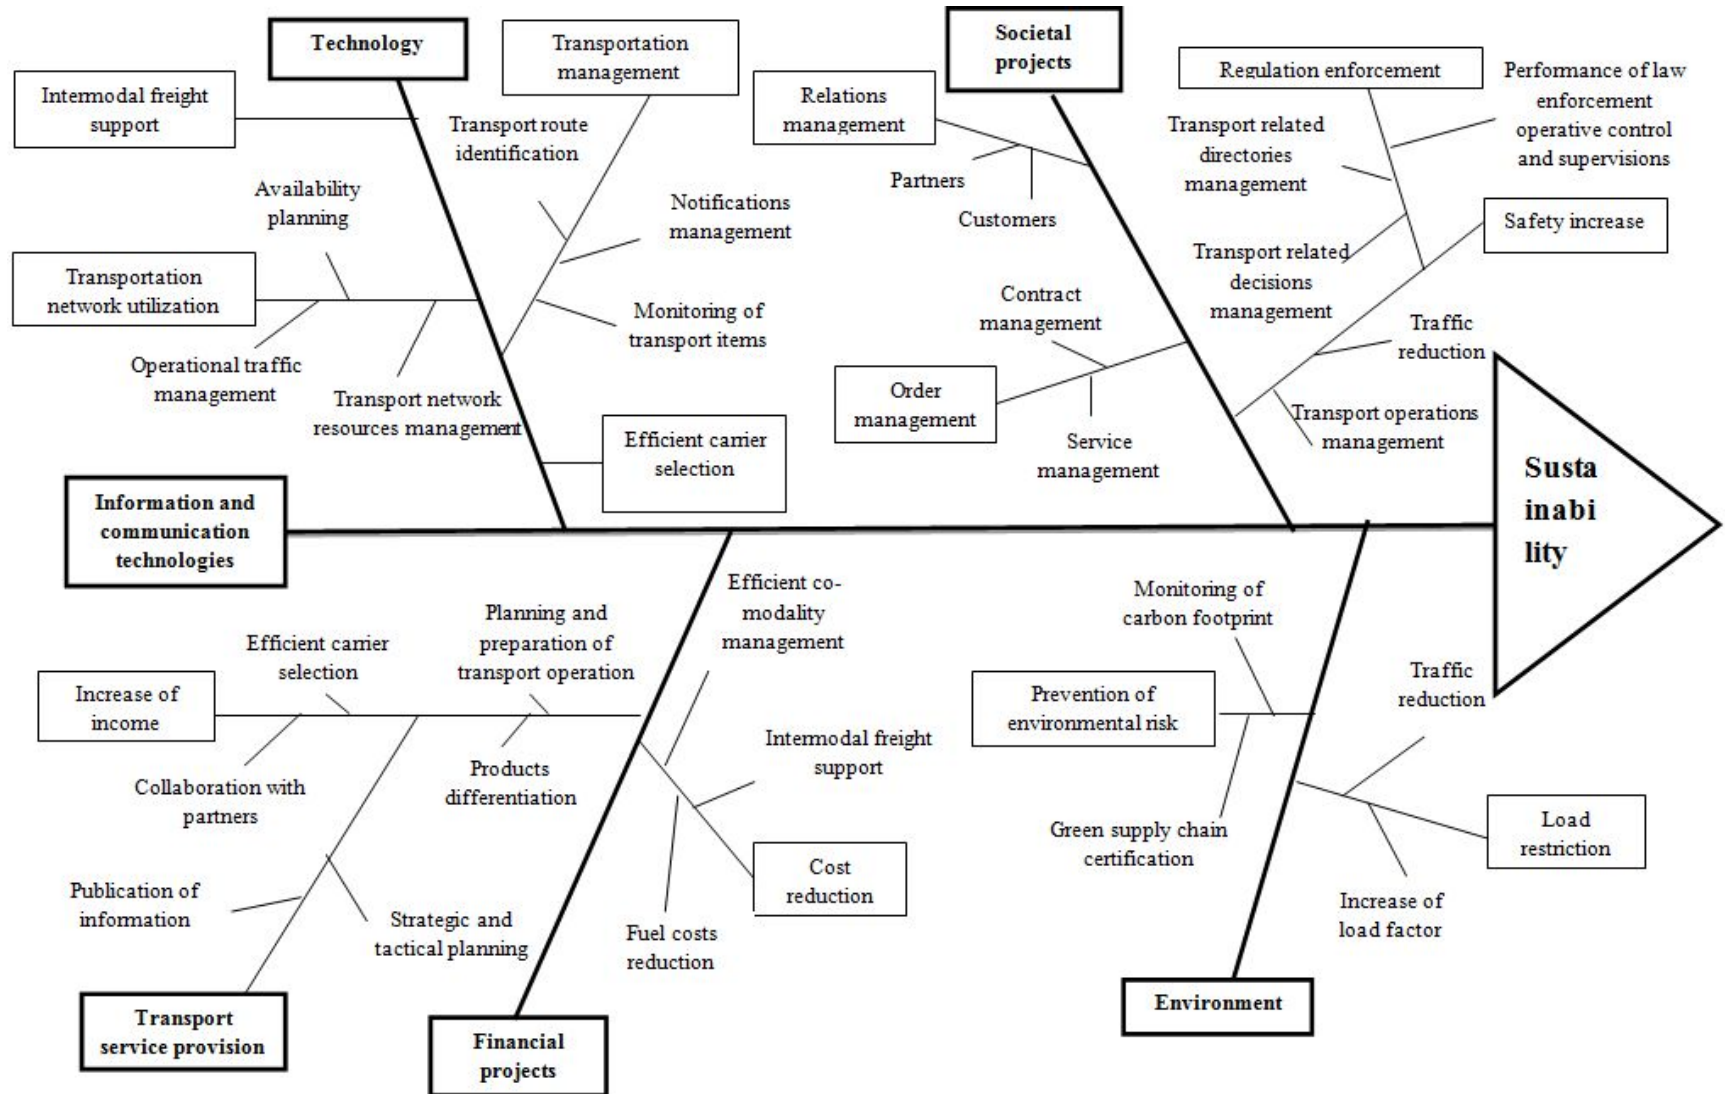 Technology
Transportation
management
Intermodal freight
support
Transport route
identification
Availability
planning
Notifications
management
Transportation
network utilization
Monitoring of
transport items
Operational traffic
management
Transport network
resources management
Efficient carrier
selection
Societal
projects
Relations
management
Partners
Customers
Regulation enforcement
Performance of law
enforcement
operative control
and supervisions
Transport related
directories
management
Safety increase
Transport related
decisions
management
Contract
management
Traffic
reduction
Order
management
Service
management
Transport operations
management
Information and
communication
technologies
Susta
inabi
lity
Efficient co-
modality
management
Planning and
preparation of
transport operation
Efficient carrier
selection
Increase of
income
Collaboration with
partners
Products
differentiation
Intermodal freight
support
Cost
reduction
Publication of
information
Strategic and
tactical planning
Fuel costs
reduction
Transport
service provision
Financial
projects
Monitoring of
carbon footprint
Prevention of
environmental risk
Traffic
reduction
Green supply chain
certification
Load
restriction
Increase of
load factor
Environment